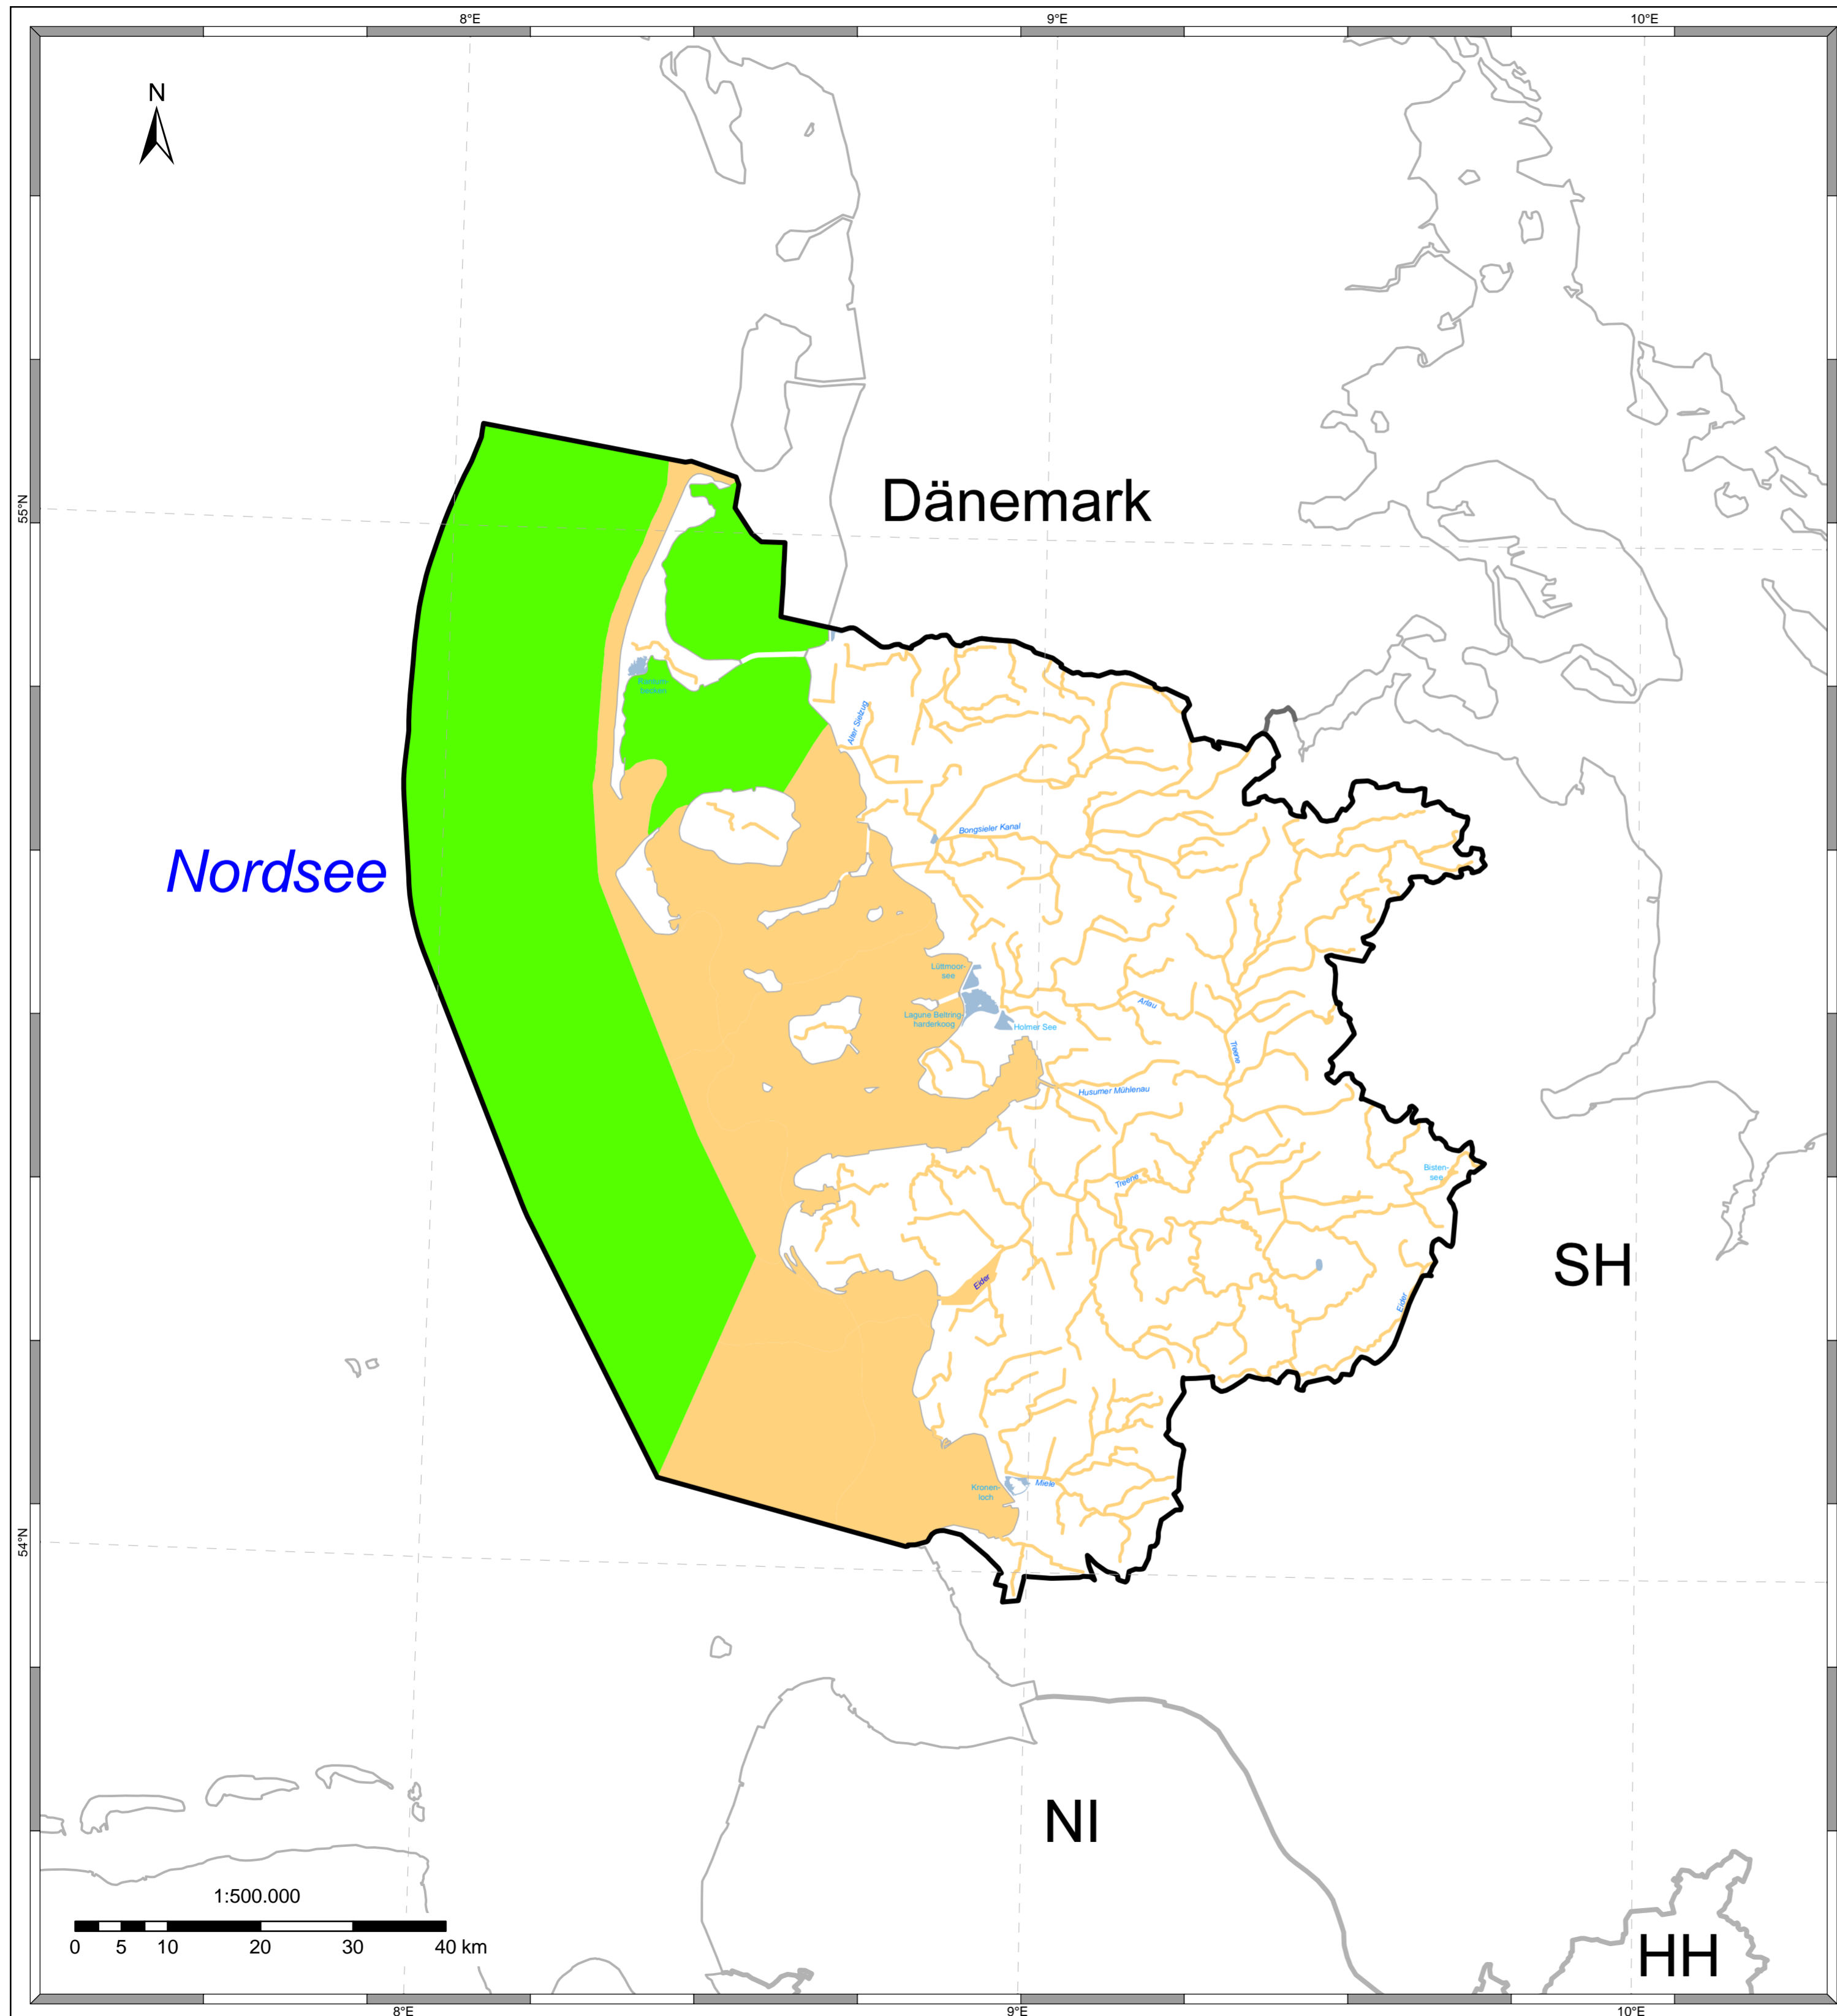 8°E
9°E
10°E
N
55°N
Dänemark
Rantum-
becken
Alter Sielzug
Bongsieler Kanal
Nordsee
Lüttmoor-
see
Arlau
Lagune Beltring-
harderkoog
Holmer See
Treene
Husumer Mühlenau
Bisten-
see
Treene
SH
Eider
Eider
Kronen-
loch
Miele
54°N
NI
1:500.000
0 5 10 20 30 40 km
HH
8°E
9°E
10°E